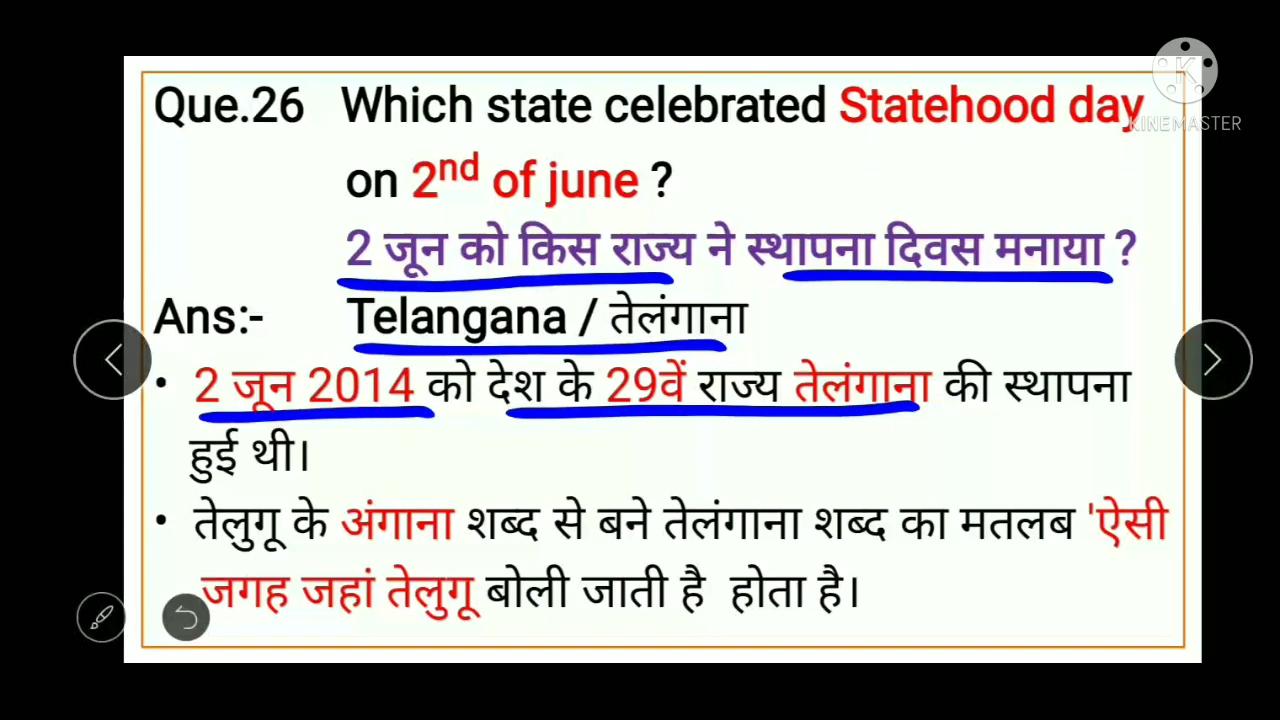 KINEMASTER
Que.26 Which state celebrated Statehood day
on 2nd of june ?
2 जून को किस राज्य ने स्थापना दिवस मनाया ?
Ans:- Telangana / तेलंगाना
• 2 जून 2014 को देश के 29वें राज्य तेलंगाना की स्थापना
हुई थी।
• तेलुगू के अंगाना शब्द से बने तेलंगाना शब्द का मतलब 'ऐसी
जगह जहां तेलुगू बोली जाती है होता है।